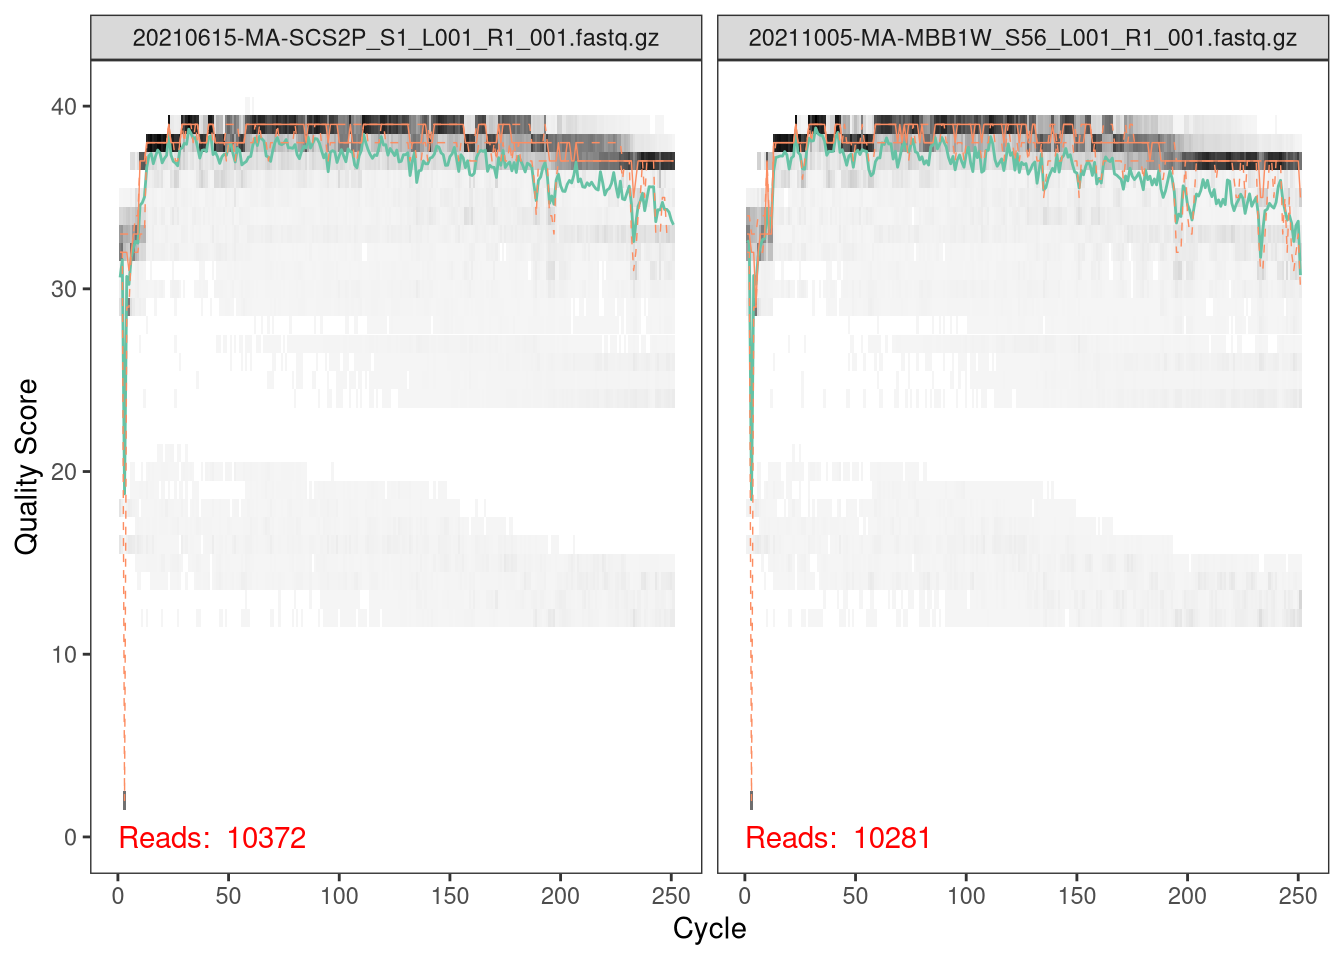 20210615-MA-SCS2P_S1_L001_R1_001.fastq.gz
20211005-MA-MBB1W_S56_L001_R1_001.fastq.gz
Quality Score
40
30
20
10
0
Reads: 10372
Reads: 10281
0 50 100 150 200 250
0 50 100 150 200 250
Cycle